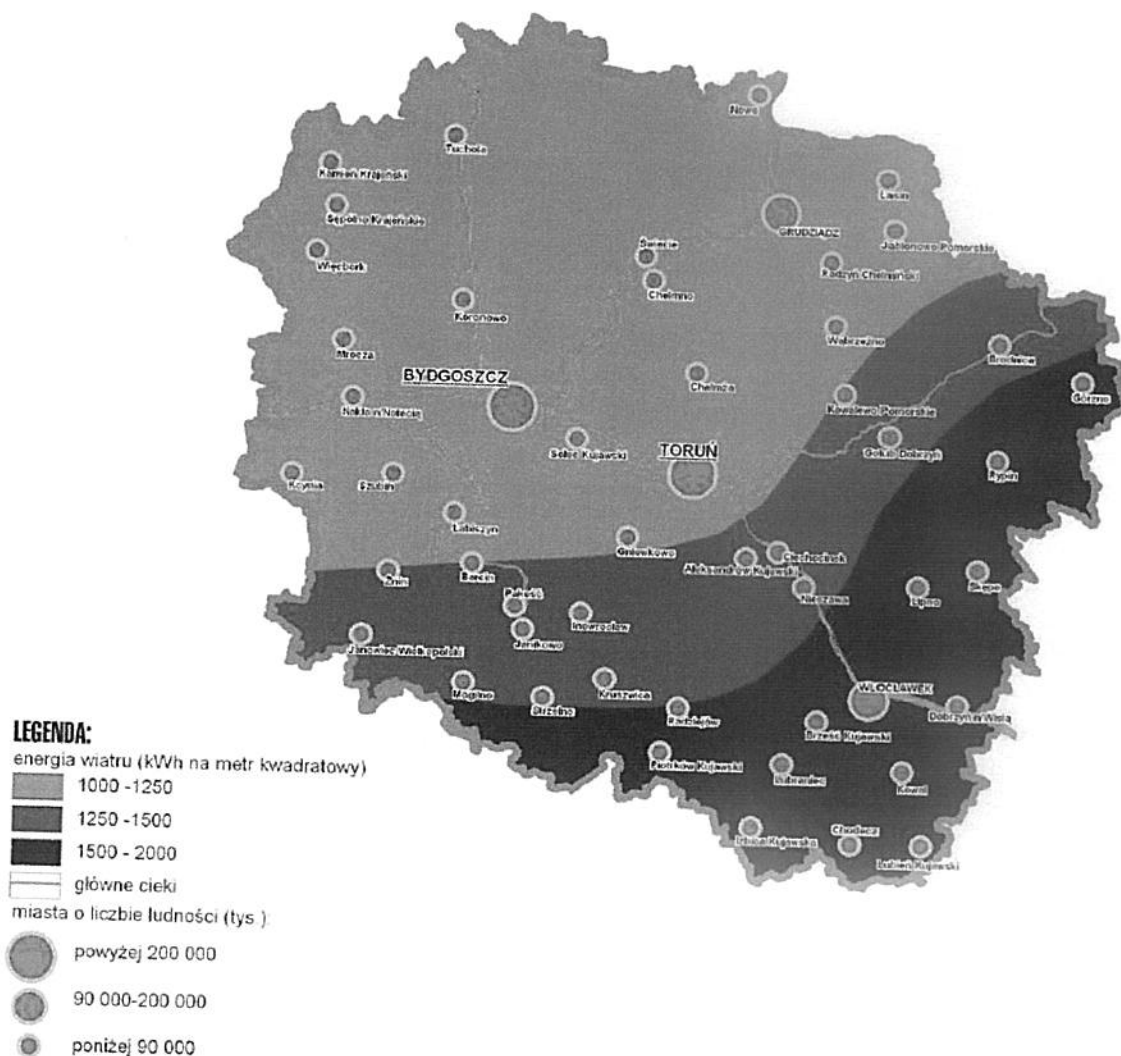 Nowe
Tuchola
Kamień Krajeński
Łasin
Sępolno Krajeńskie
GRUDZIĄDZ
Jabłonowo Pomorskie
Świecie
Więcbork
Radzyń Chełmiński
Chełmno
Koronowo
Wąbrzeźno
Mrocza
Brodnica
BYDGOSZCZ
Chełmża
Górzno
Nakło n/Notecią
Kowalewo Pomorskie
Solec Kujawski
TORUŃ
Golub Dobrzyń
Kcynia
Szubin
Rypin
Łabiszyn
Gniewkowo
Ciechocinek
Aleksandrów Kujawski
Żnin
Barcin
Skępe
Pakość
Nieszawa
Lipno
Inowrocław
Janikowo
Janowiec Wielkopolski
Mogilno
Kruszwica
WŁOCŁAWEK
Strzelno
Radziejów
Dobrzyń n/Wisłą
Brześć Kujawski
Piotrków Kujawski
Lubraniec
Kowal
Izbica Kujawska
Chodecz
Lubień Kujawski
LEGENDA:
energia wiatru (kWh na metr kwadratowy)
1000 -1250
1250 -1500
1500 - 2000
główne cieki
miasta o liczbie ludności (tys.):
powyżej 200 000
90 000-200 000
poniżej 90 000